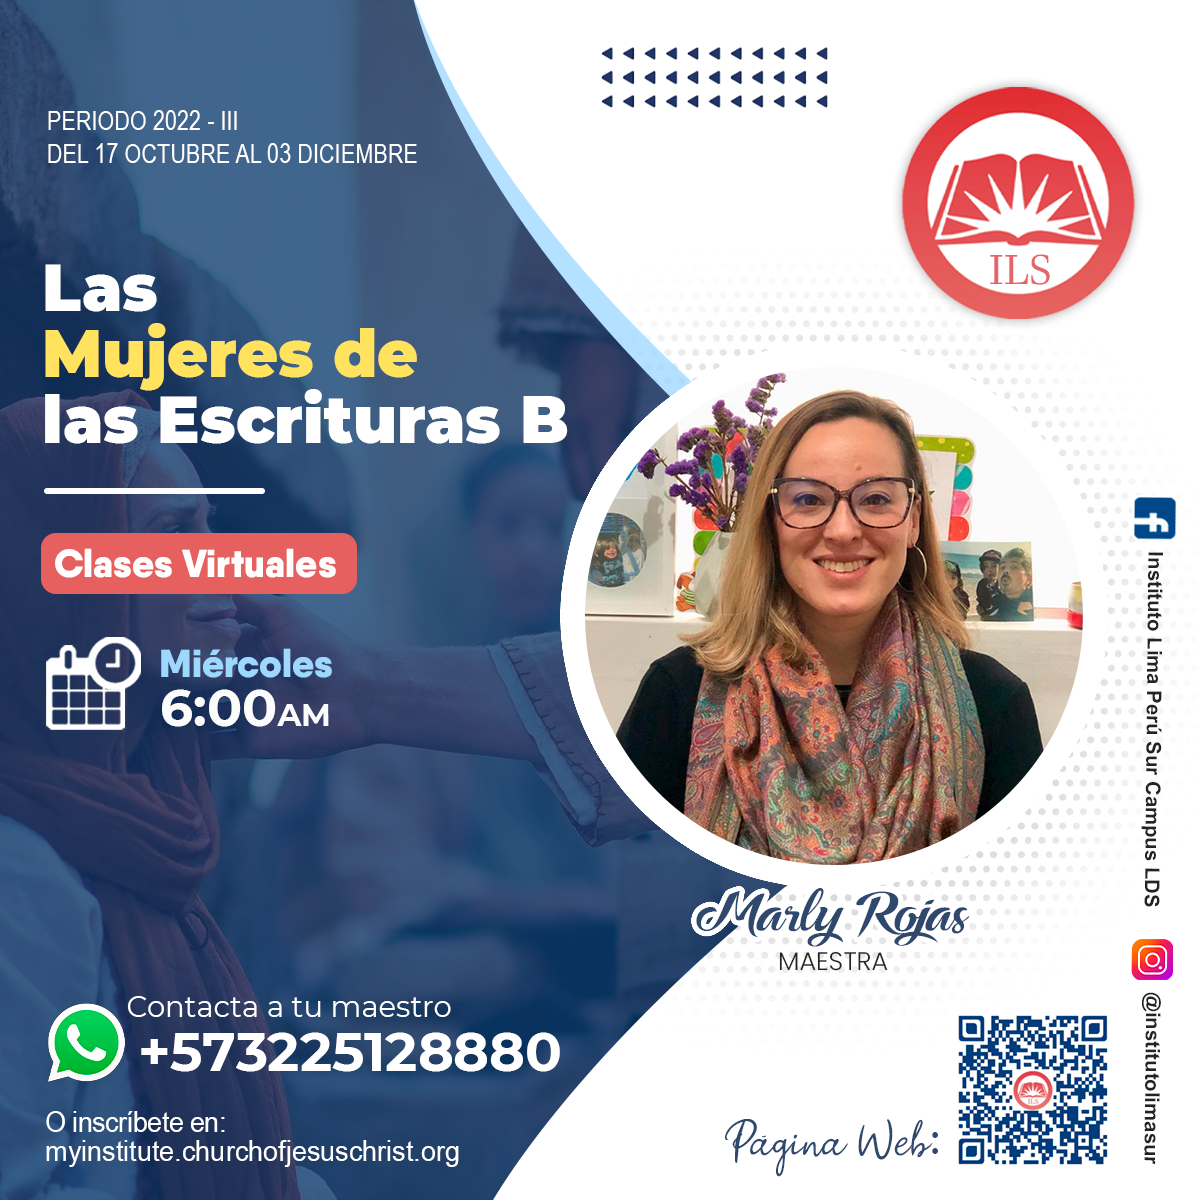 PERIODO 2022 - III
DEL 17 OCTUBRE AL 03 DICIEMBRE
ILS
Las
Mujeres de
las Escrituras B
Clases Virtuales
Miércoles
6:00AM
Marly Rojas
MAESTRA
Contacta a tu maestro
+573225128880
O inscríbete en:
myinstitute.churchofjesuschrist.org
Página Web:
ILS
Instituto Lima Perú Sur Campus LDS
@institutolimasur